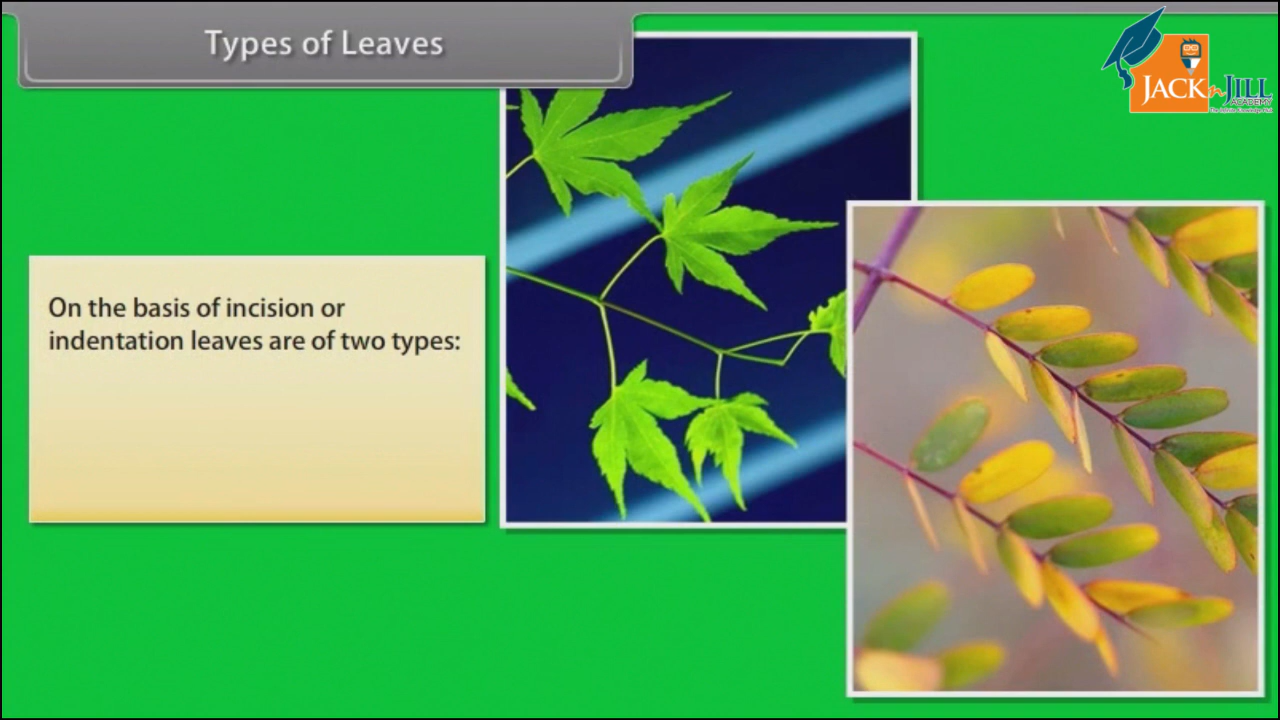 Types of Leaves
JACK n JILL
ACADEMY
On the basis of incision or
indentation leaves are of two types: